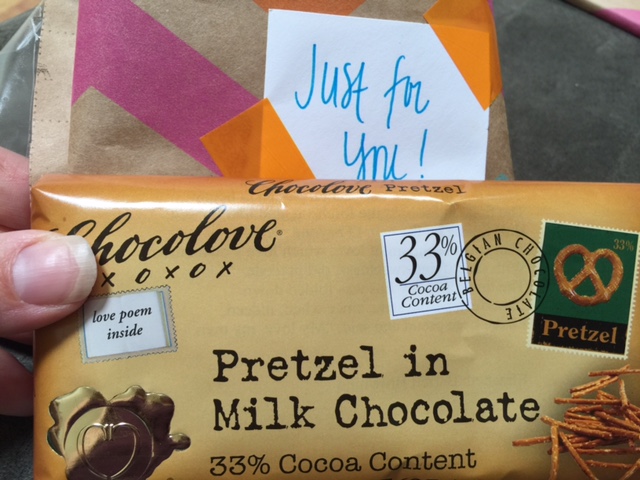 Just for
you!
Chocolove Pretzel
Chocolove
XOXOX
love poem
inside
33%
Cocoa
Content
BELGIAN CHOCOLATE
33%
Pretzel
Pretzel in
Milk Chocolate
33% Cocoa Content